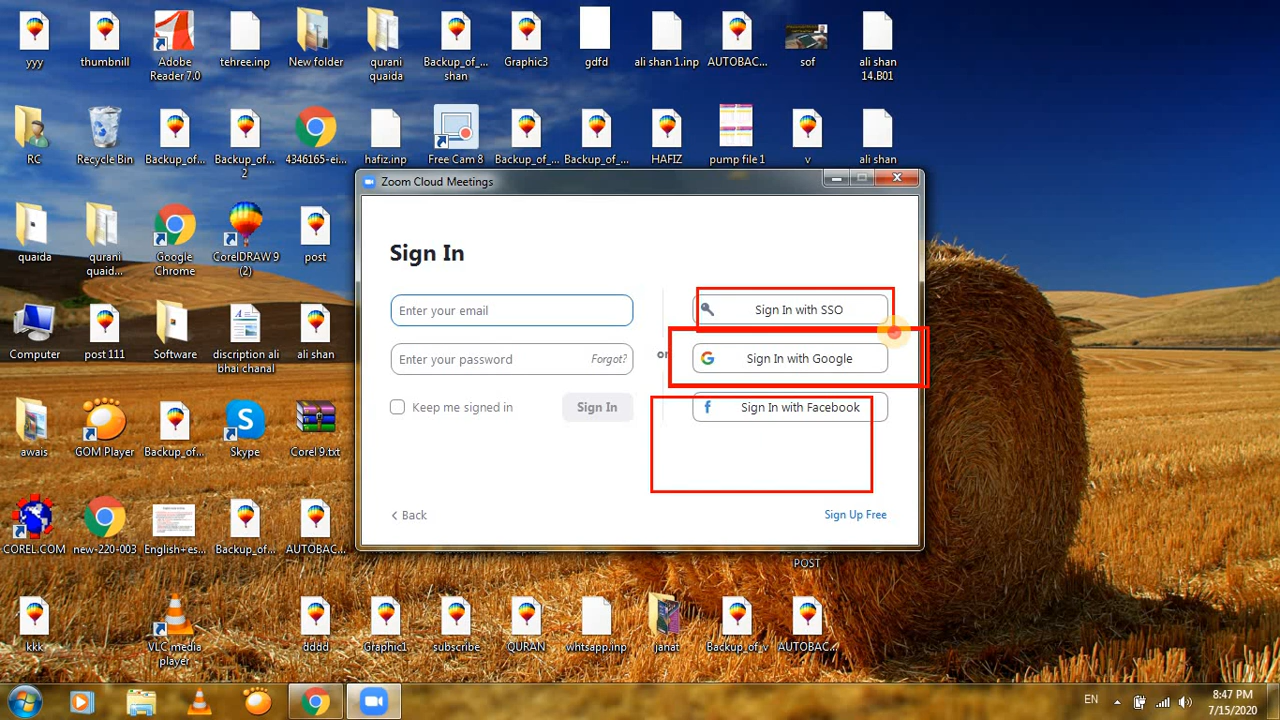 yyy
thumbnill
Adobe
Reader 7.0
tehree.inp
New folder
qurani
quaida
Backup_of_...
shan
Graphic3
gdfd
ali shan 1.inp
AUTOBAC...
sof
ali shan
14.B01
RC
Recycle Bin
Backup_of...
Backup_of...
2
4346165-ei...
hafiz.inp
Free Cam 8
Backup_of_...
Backup_of_...
HAFIZ
pump file 1
v
ali shan
Zoom Cloud Meetings
quaida
qurani
quaid...
Google
Chrome
CorelDRAW 9
(2)
post
Sign In
Enter your email
Sign In with SSO
Computer
post 111
Software
discription ali
bhai chanal
ali shan
Enter your password
Forgot?
or
Sign In with Google
Keep me signed in
Sign In
Sign In with Facebook
awais
GOM Player
Backup_of...
Skype
Corel 9.txt
Back
Sign Up Free
COREL.COM
new-220-003
English+es...
Backup_of...
AUTOBAC...
POST
kkk
VLC media
player
dddd
Graphic1
subscribe
QURAN
whtsapp.inp
janat
Backup_of_v
AUTOBAC...
EN
8:47 PM
7/15/2020